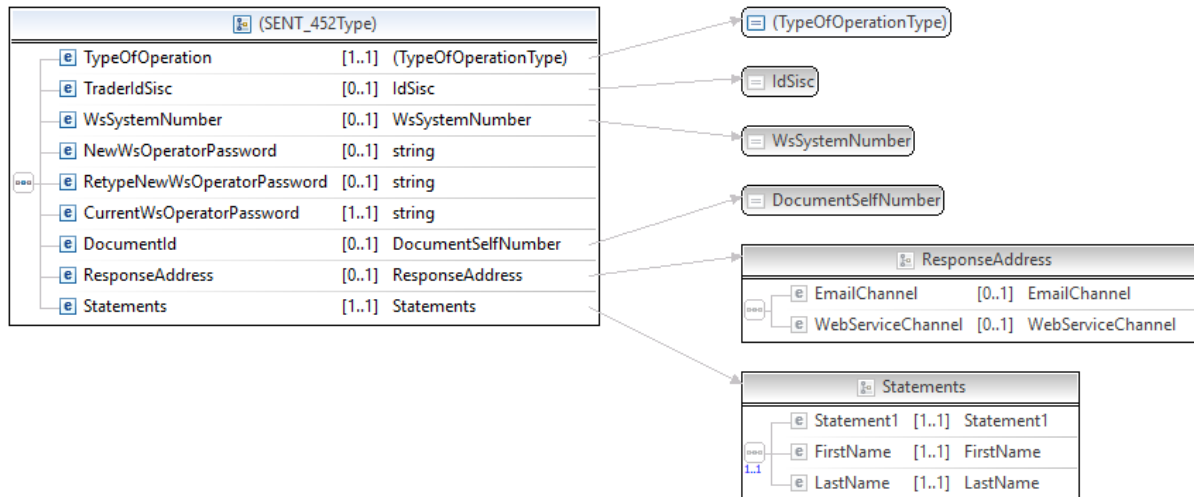 (SENT_452Type)
TypeOfOperation [1..1] (TypeOfOperationType)
TraderIdSisc [0..1] IdSisc
WsSystemNumber [0..1] WsSystemNumber
NewWsOperatorPassword [0..1] string
RetypeNewWsOperatorPassword [0..1] string
CurrentWsOperatorPassword [1..1] string
DocumentId [0..1] DocumentSelfNumber
ResponseAddress [0..1] ResponseAddress
Statements [1..1] Statements
(TypeOfOperationType)
IdSisc
WsSystemNumber
DocumentSelfNumber
ResponseAddress
EmailChannel [0..1] EmailChannel
WebServiceChannel [0..1] WebServiceChannel
Statements
Statement1 [1..1] Statement1
FirstName [1..1] FirstName
1..1
LastName [1..1] LastName